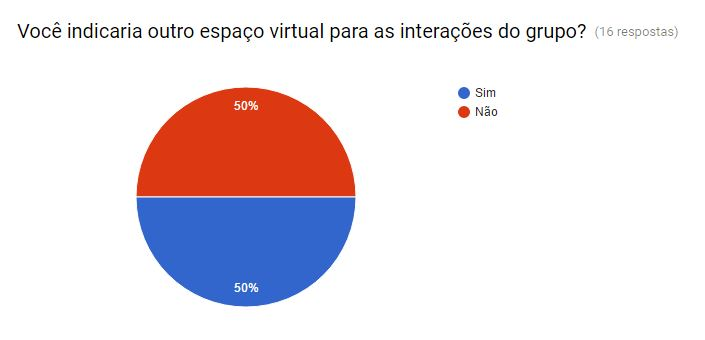 Você indicaria outro espaço virtual para as interações do grupo? (16 respostas)
Sim
Não
50%
50%